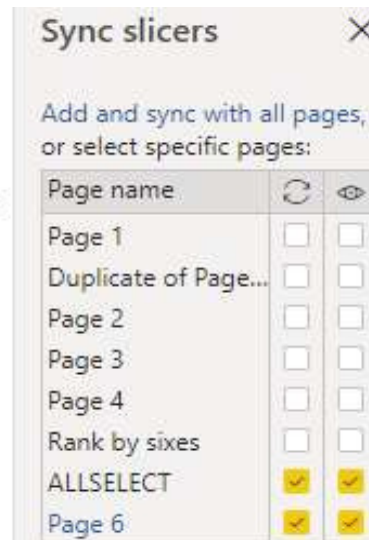 Sync slicers
Add and sync with all pages,
or select specific pages:
Page name
Page 1
Duplicate of Page...
Page 2
Page 3
Page 4
Rank by sixes
ALLSELECT
Page 6